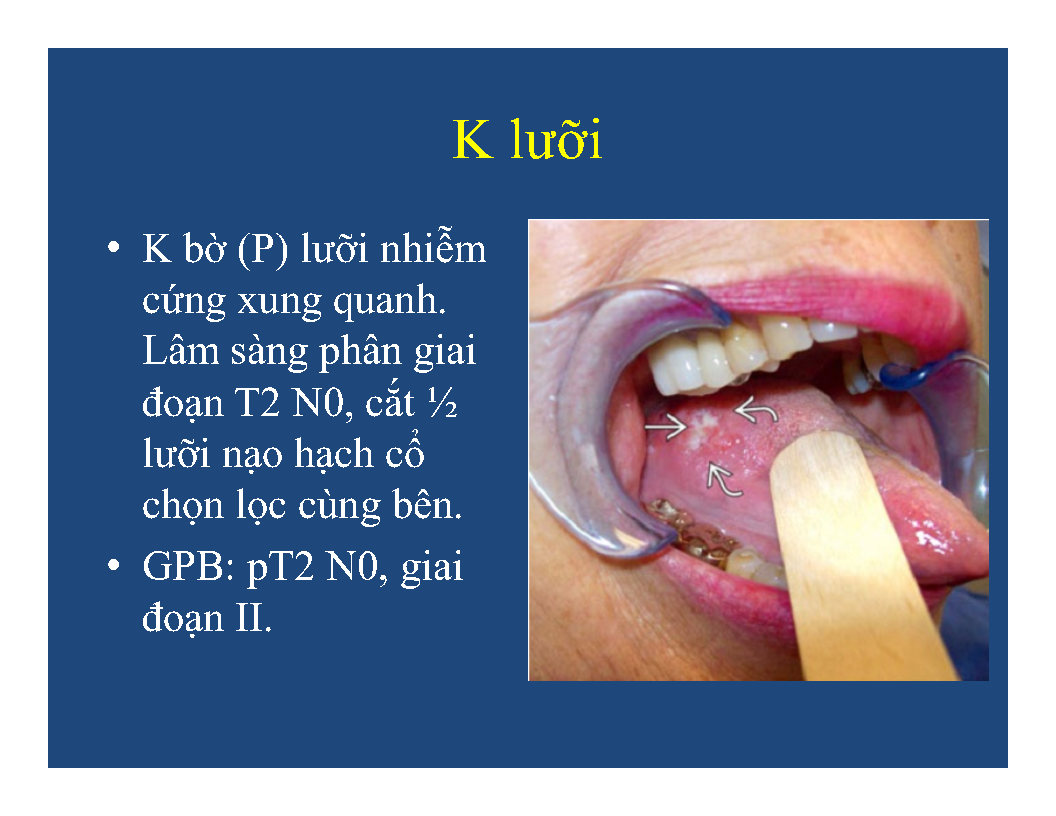 K lưỡi
• K bờ (P) lưỡi nhiễm
cứng xung quanh.
Lâm sàng phân giai
đoạn T2 N0, cắt ½
lưỡi nạo hạch cổ
chọn lọc cùng bên.
• GPB: pT2 N0, giai
đoạn II.